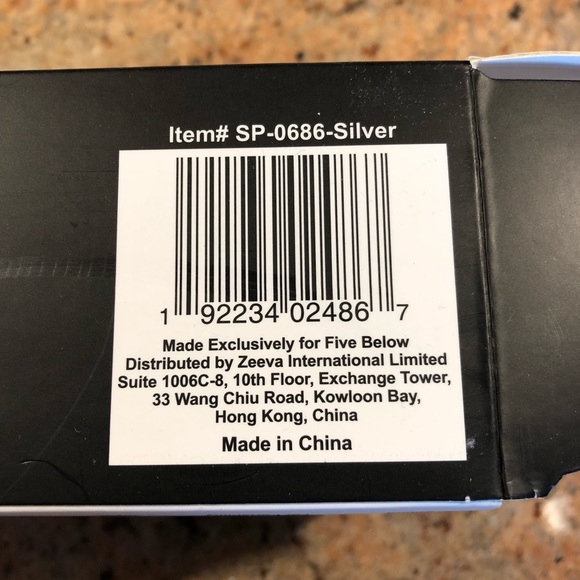 Item# SP-0686-Silver
1 92234 02486 7
Made Exclusively for Five Below
Distributed by Zeeva International Limited
Suite 1006C-8, 10th Floor, Exchange Tower,
33 Wang Chiu Road, Kowloon Bay,
Hong Kong, China
Made in China